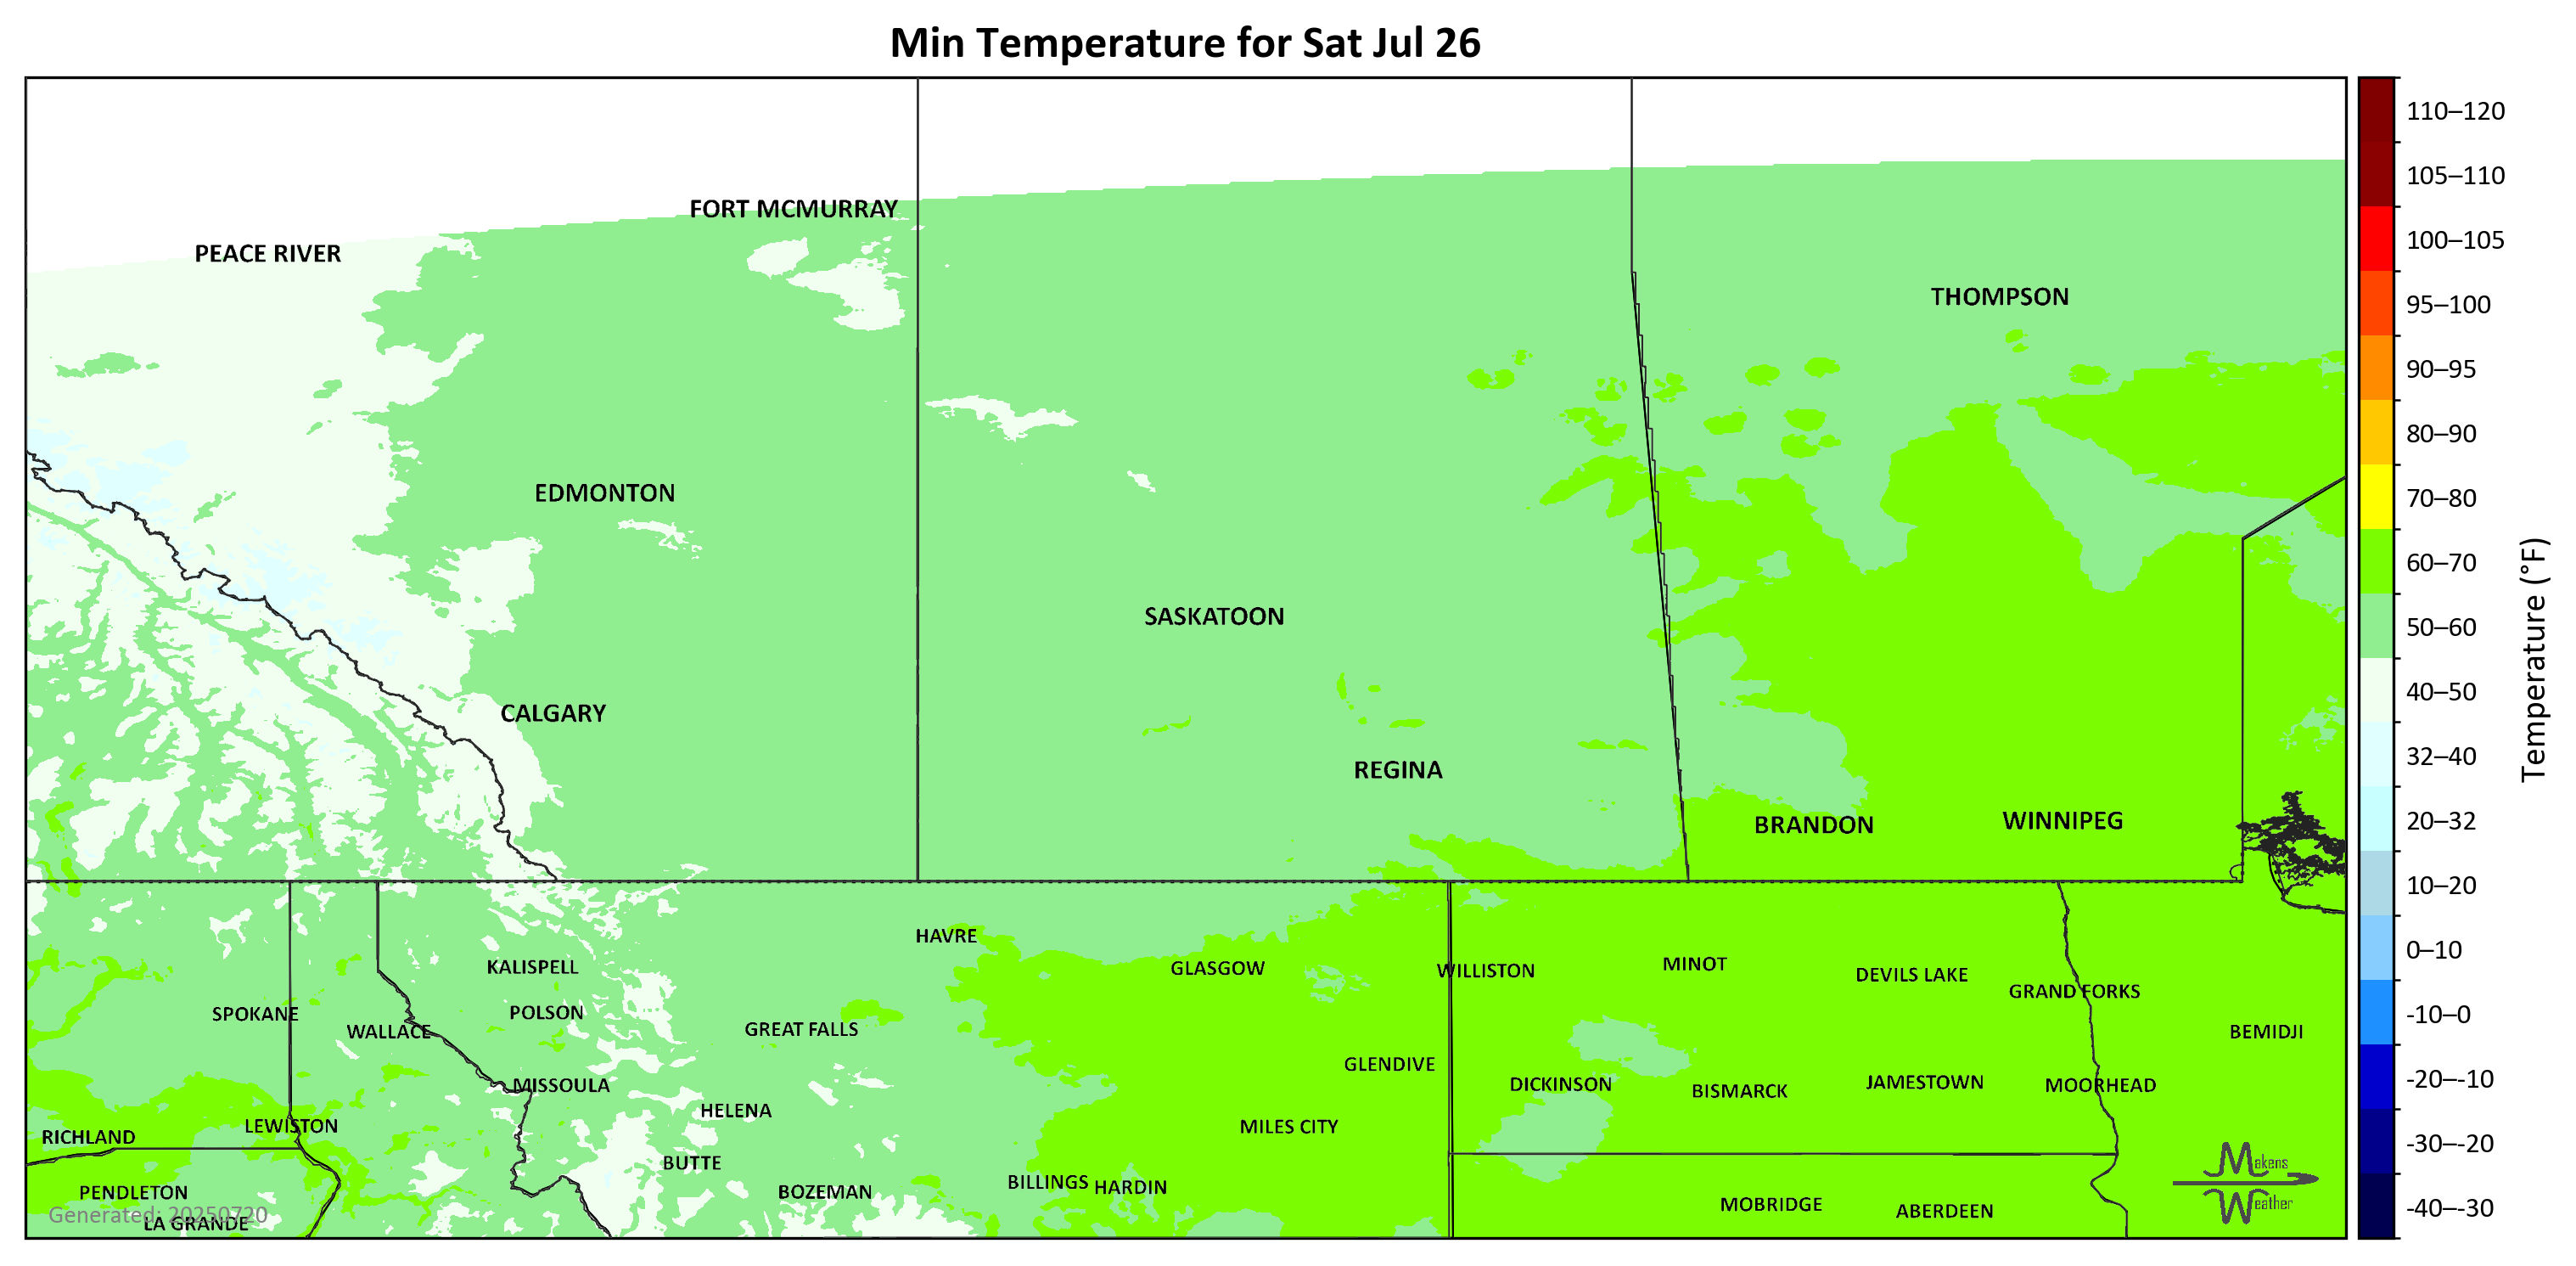 Min Temperature for Sat Jul 26
110–120
105–110
100–105
95–100
90–95
80–90
70–80
60–70
50–60
40–50
32–40
20–32
10–20
0–10
-10–0
-20–-10
-30–-20
-40–-30
Temperature (°F)
FORT MCMURRAY
PEACE RIVER
THOMPSON
EDMONTON
SASKATOON
CALGARY
REGINA
BRANDON
WINNIPEG
HAVRE
KALISPELL
GLASGOW
WILLISTON
MINOT
DEVILS LAKE
GRAND FORKS
SPOKANE
POLSON
WALLACE
GREAT FALLS
BEMIDJI
GLENDIVE
MISSOULA
DICKINSON
BISMARCK
JAMESTOWN
MOORHEAD
HELENA
LEWISTON
MILES CITY
RICHLAND
BUTTE
BILLINGS
HARDIN
PENDLETON
BOZEMAN
MOBRIDGE
ABERDEEN
Generated: 20250720
LA GRANDE
Makens
Weather